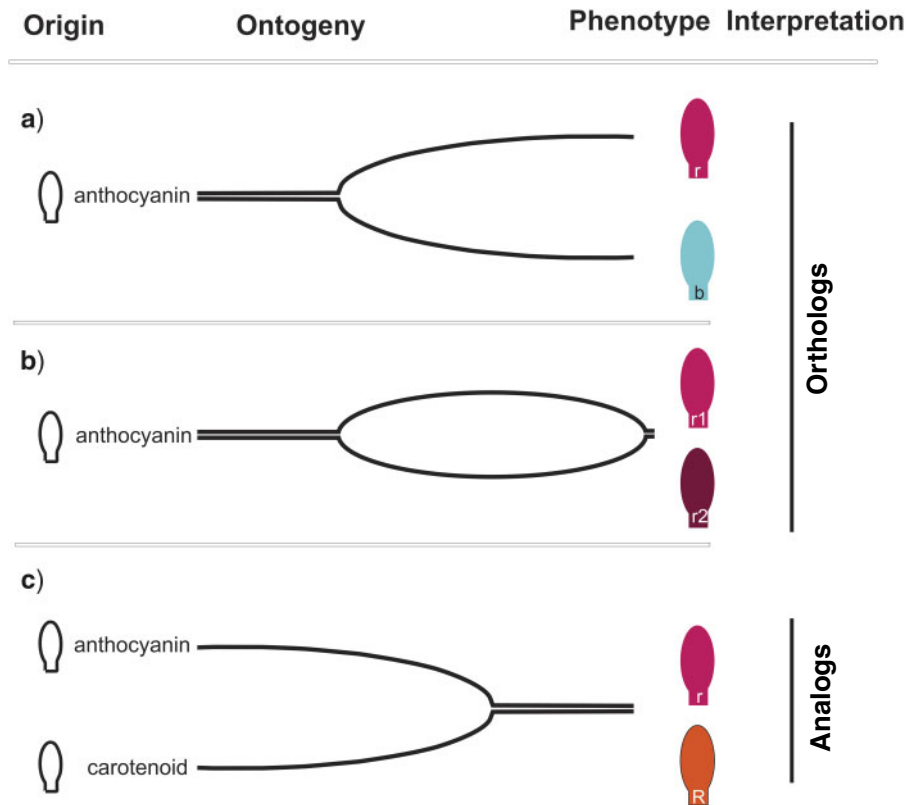 Origin Ontogeny Phenotype Interpretation
a)
anthocyanin
r
b
b)
anthocyanin
r1
r2
Orthologs
c)
anthocyanin
carotenoid
r
R
Analogs